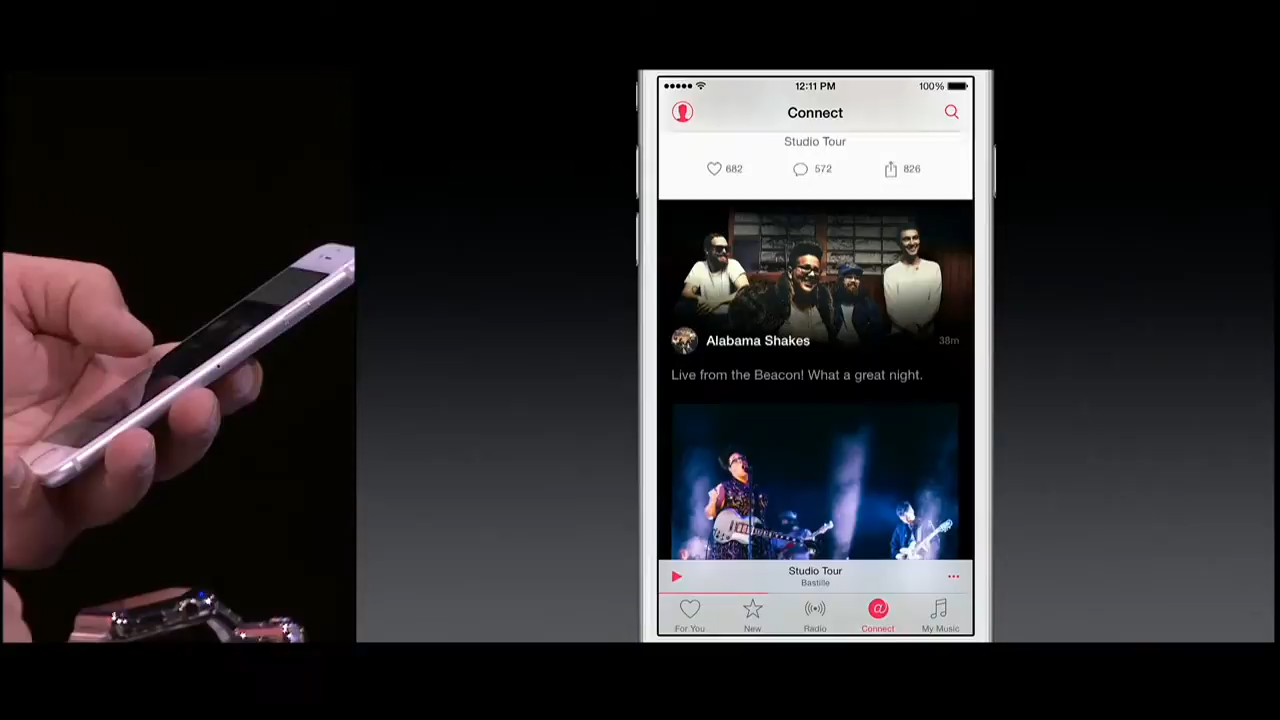 12:11 PM
100%
Connect
Studio Tour
682
572
826
Alabama Shakes
38m
Live from the Beacon! What a great night.
Studio Tour
Bastille
For You
New
Radio
Connect
My Music